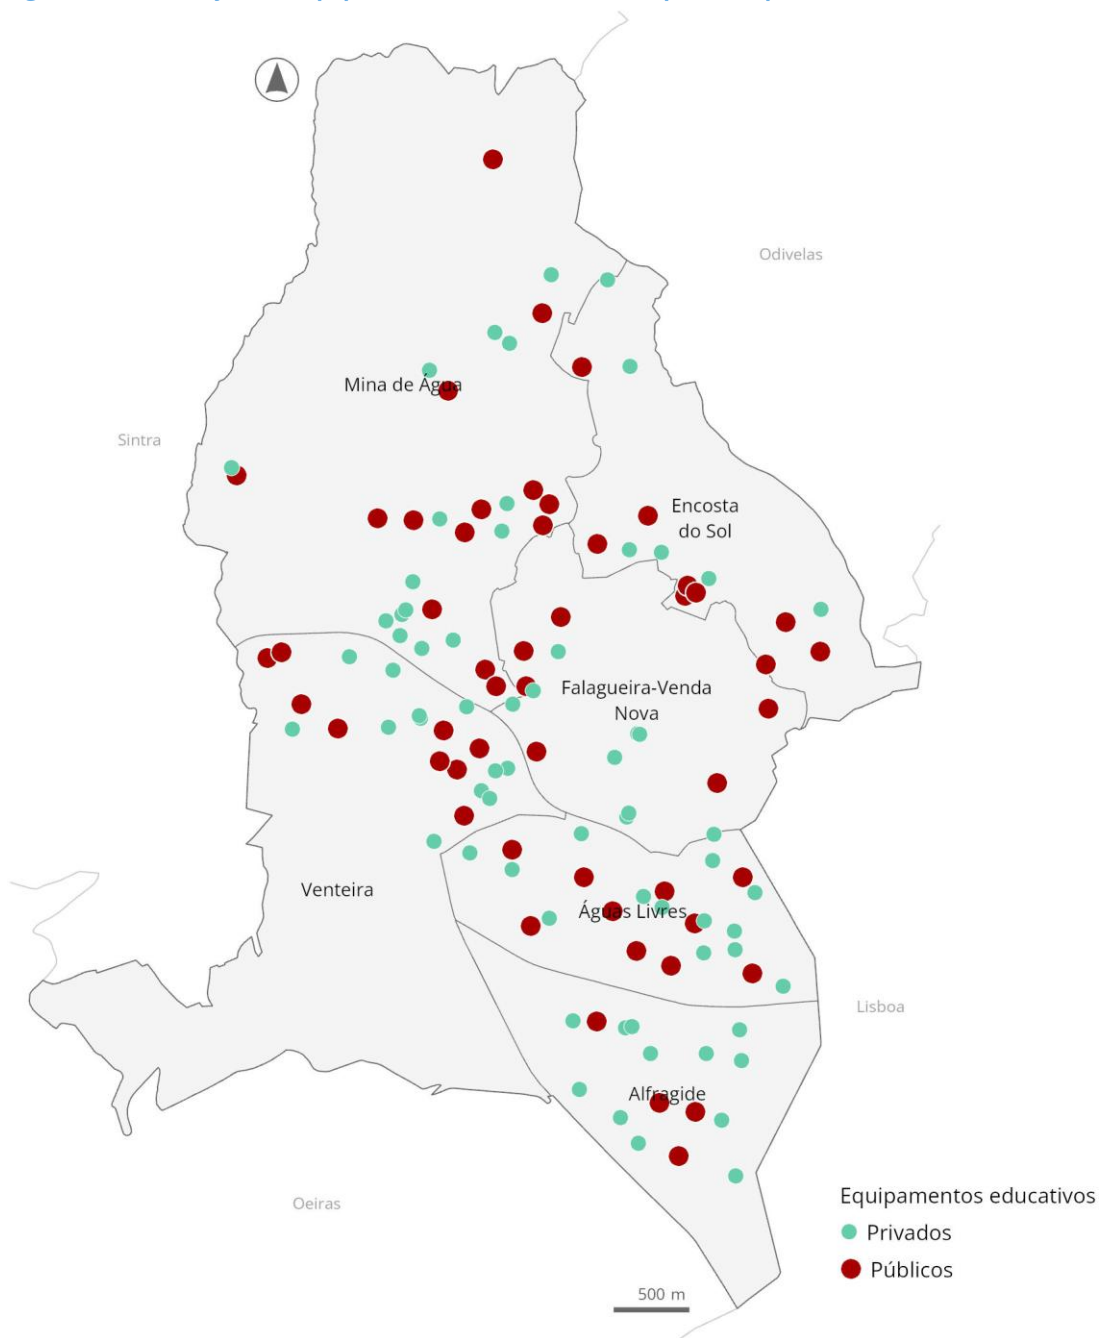 Odivelas
Mina de Água
Sintra
Encosta
do Sol
Falagueira-Venda
Nova
Venteira
Águas Livres
Lisboa
Alfragide
Oeiras
Equipamentos educativos
Privados
Públicos
500 m